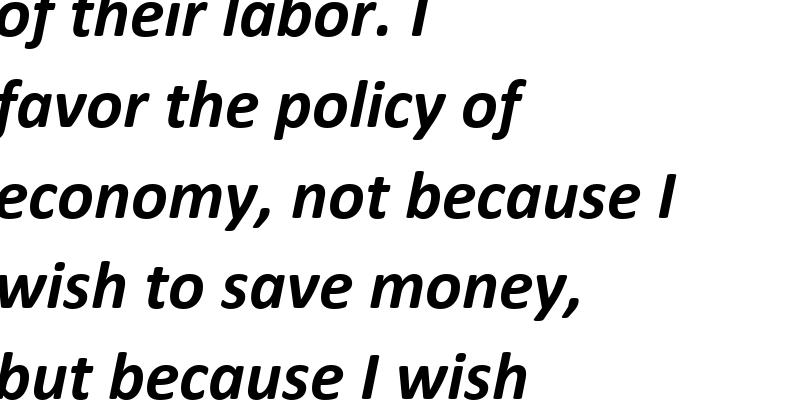 of their labor. I
favor the policy of
economy, not because I
wish to save money,
but because I wish